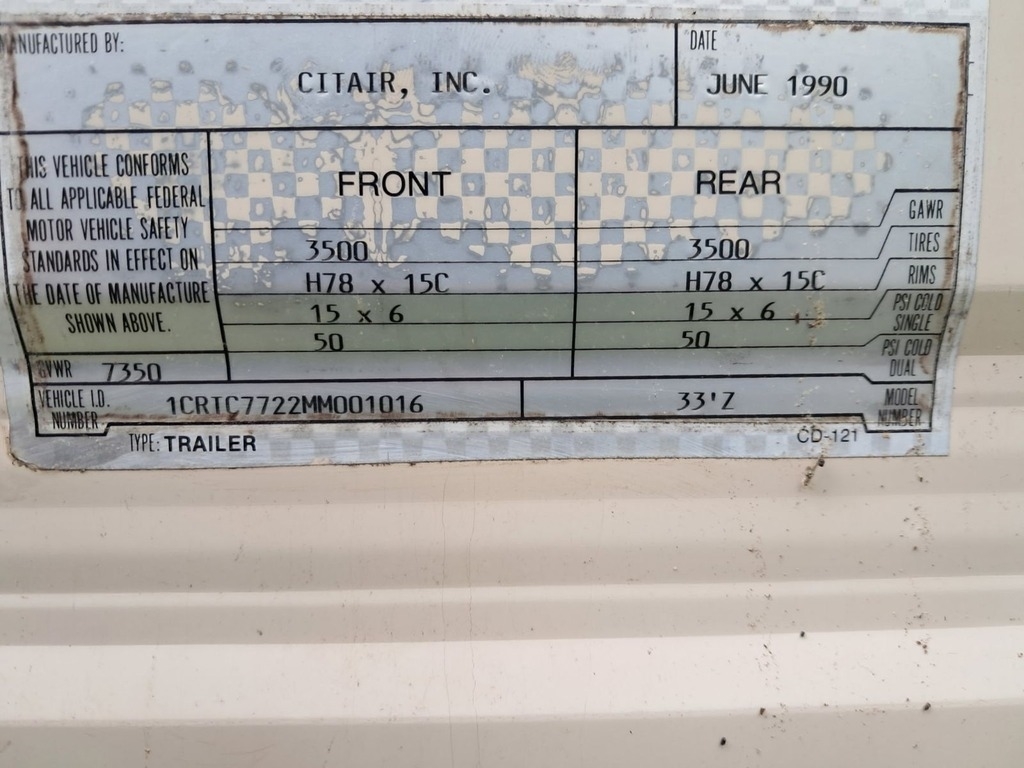 MANUFACTURED BY:
CITAIR, INC.
DATE
JUNE 1990
THIS VEHICLE CONFORMS
TO ALL APPLICABLE FEDERAL
MOTOR VEHICLE SAFETY
STANDARDS IN EFFECT ON
THE DATE OF MANUFACTURE
SHOWN ABOVE.
FRONT
REAR
GAWR
3500
3500
TIRES
H78 x 15C
H78 x 15C
RIMS
15 x 6
15 x 6
PSI COLD
SINGLE
50
50
PSI COLD
DUAL
GVWR 7350
VEHICLE I.D.
NUMBER
1CRTC7722MM001016
33'Z
MODEL
NUMBER
TYPE: TRAILER
CD-121